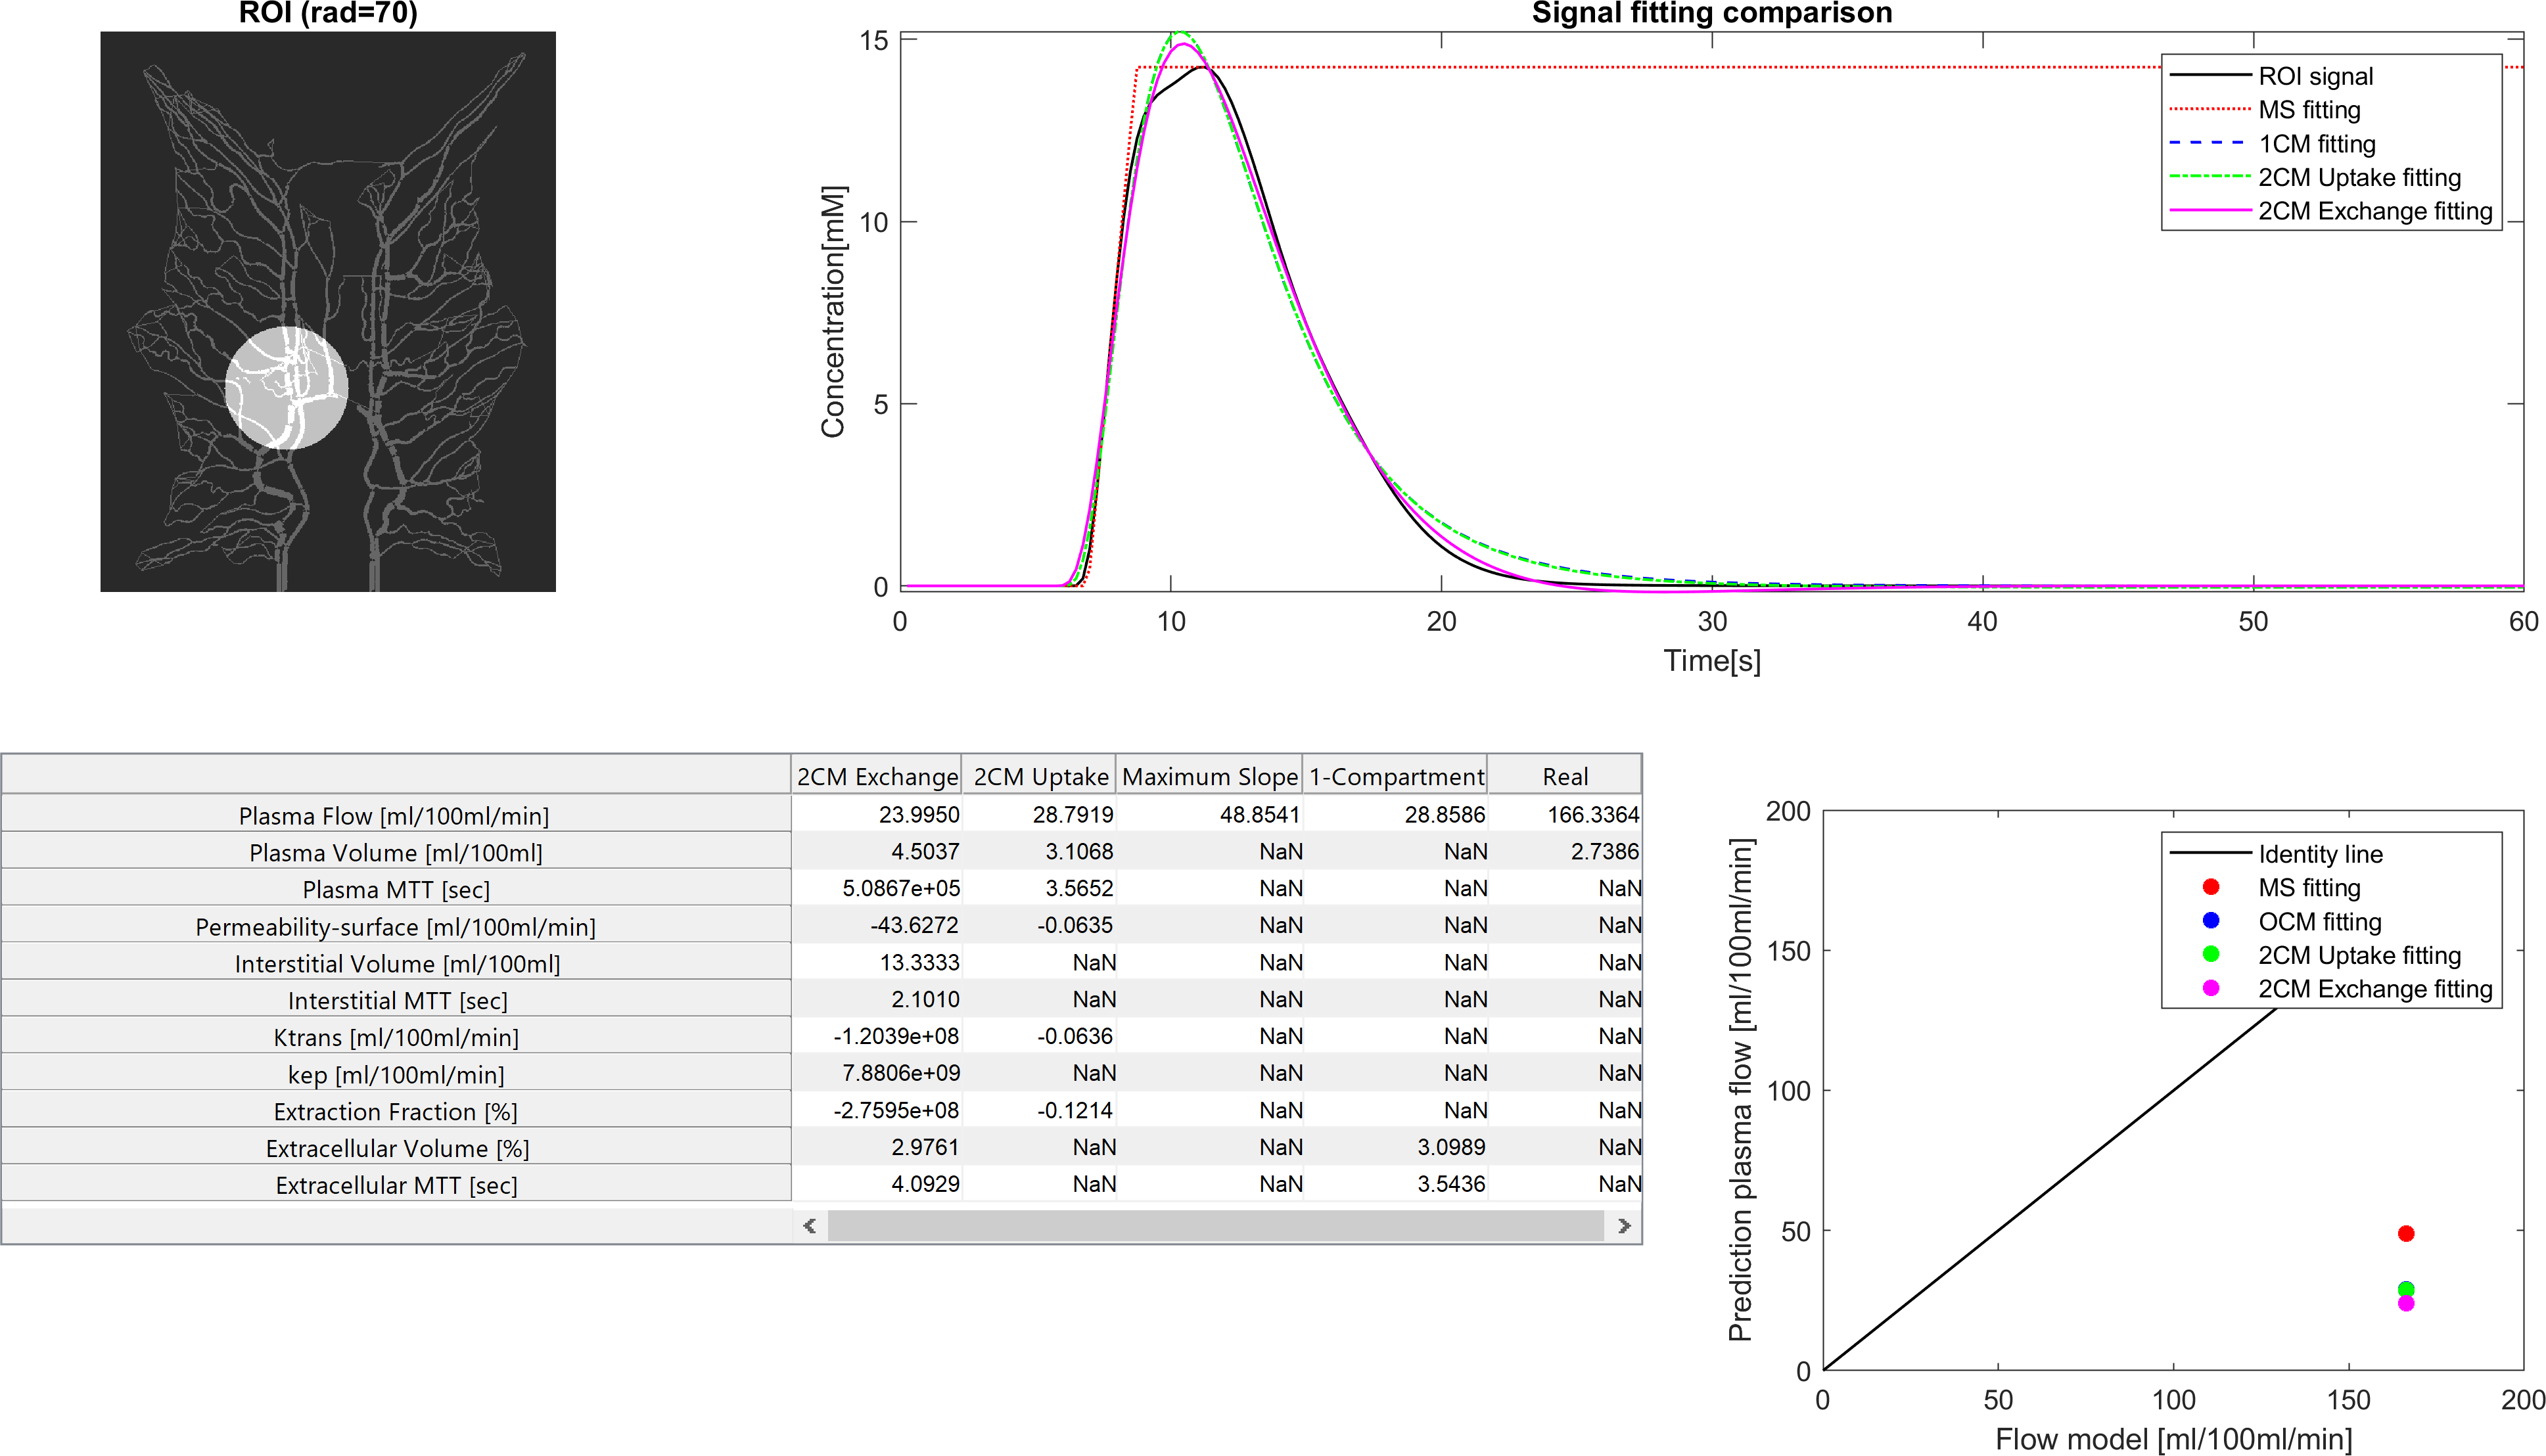 ROI (rad=70)
Signal fitting comparison
15
10
5
0
Concentration[mM]
0 10 20 30 40 50 60
Time[s]
ROI signal
MS fitting
1CM fitting
2CM Uptake fitting
2CM Exchange fitting
2CM Exchange 2CM Uptake Maximum Slope 1-Compartment Real
Plasma Flow [ml/100ml/min] 23.9950 28.7919 48.8541 28.8586 166.3364
Plasma Volume [ml/100ml] 4.5037 3.1068 NaN NaN 2.7386
Plasma MTT [sec] 5.0867e+05 3.5652 NaN NaN NaN
Permeability-surface [ml/100ml/min] -43.6272 -0.0635 NaN NaN NaN
Interstitial Volume [ml/100ml] 13.3333 NaN NaN NaN NaN
Interstitial MTT [sec] 2.1010 NaN NaN NaN NaN
Ktrans [ml/100ml/min] -1.2039e+08 -0.0636 NaN NaN NaN
kep [ml/100ml/min] 7.8806e+09 NaN NaN NaN NaN
Extraction Fraction [%] -2.7595e+08 -0.1214 NaN NaN NaN
Extracellular Volume [%] 2.9761 NaN NaN 3.0989 NaN
Extracellular MTT [sec] 4.0929 NaN NaN 3.5436 NaN
200
150
100
50
0
Prediction plasma flow [ml/100ml/min]
0 50 100 150 200
Flow model [ml/100ml/min]
Identity line
MS fitting
OCM fitting
2CM Uptake fitting
2CM Exchange fitting